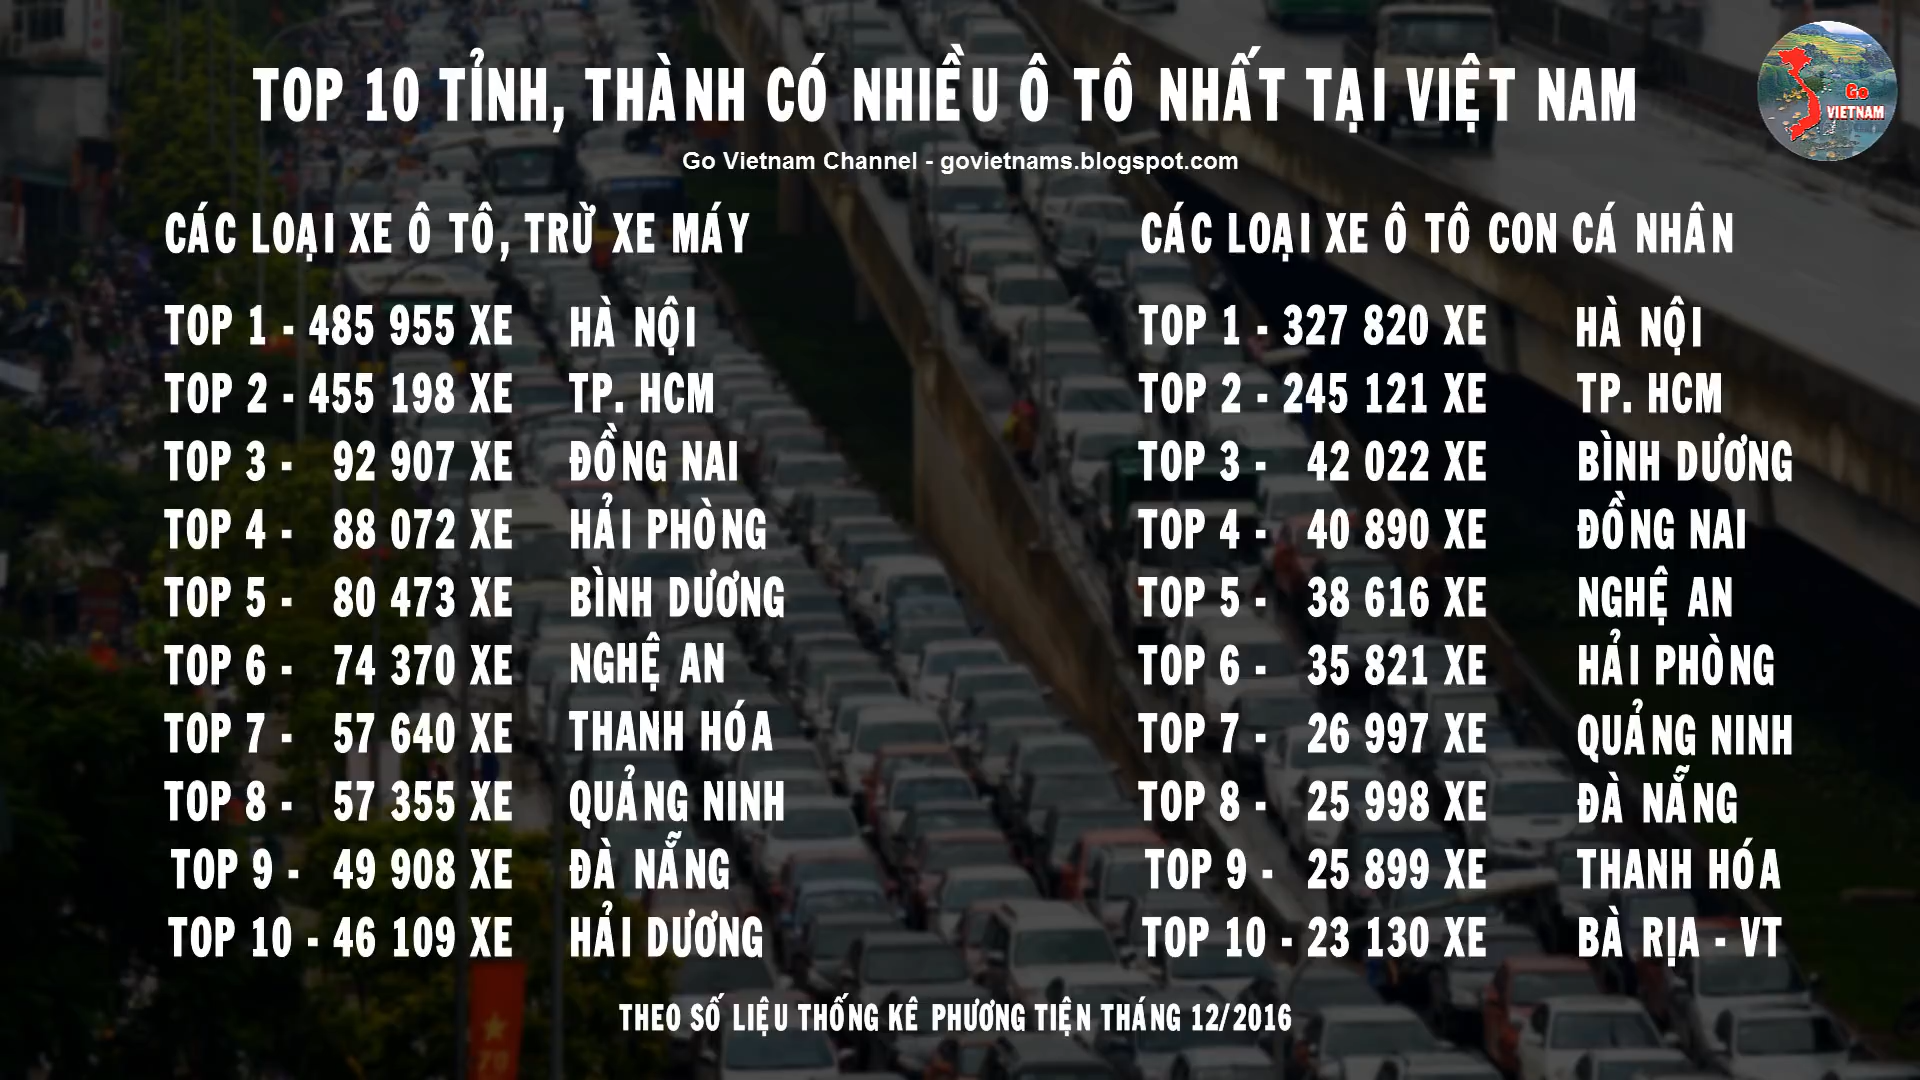 TOP 10 TỈNH, THÀNH CÓ NHIỀU Ô TÔ NHẤT TẠI VIỆT NAM
Go VIETNAM
Go Vietnam Channel - govietnams.blogspot.com
CÁC LOẠI XE Ô TÔ, TRỪ XE MÁY
TOP 1 - 485 955 XE HÀ NỘI
TOP 2 - 455 198 XE TP. HCM
TOP 3 - 92 907 XE ĐỒNG NAI
TOP 4 - 88 072 XE HẢI PHÒNG
TOP 5 - 80 473 XE BÌNH DƯƠNG
TOP 6 - 74 370 XE NGHỆ AN
TOP 7 - 57 640 XE THANH HÓA
TOP 8 - 57 355 XE QUẢNG NINH
TOP 9 - 49 908 XE ĐÀ NẴNG
TOP 10 - 46 109 XE HẢI DƯƠNG
CÁC LOẠI XE Ô TÔ CON CÁ NHÂN
TOP 1 - 327 820 XE HÀ NỘI
TOP 2 - 245 121 XE TP. HCM
TOP 3 - 42 022 XE BÌNH DƯƠNG
TOP 4 - 40 890 XE ĐỒNG NAI
TOP 5 - 38 616 XE NGHỆ AN
TOP 6 - 35 821 XE HẢI PHÒNG
TOP 7 - 26 997 XE QUẢNG NINH
TOP 8 - 25 998 XE ĐÀ NẴNG
TOP 9 - 25 899 XE THANH HÓA
TOP 10 - 23 130 XE BÀ RỊA - VT
THEO SỐ LIỆU THỐNG KÊ PHƯƠNG TIỆN THÁNG 12/2016